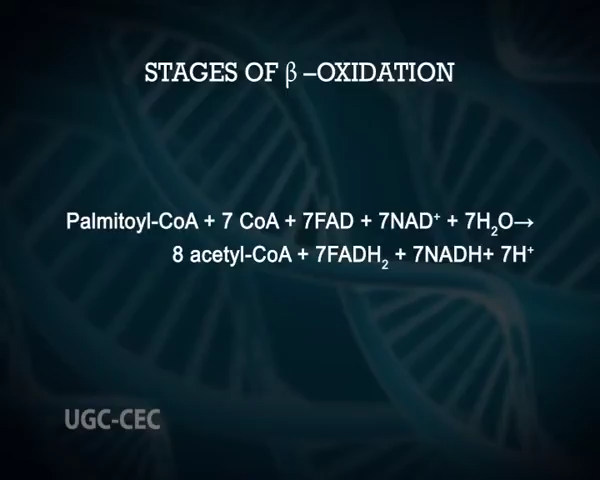 STAGES OF β –OXIDATION
Palmitoyl-CoA + 7 CoA + 7FAD + 7NAD⁺ + 7H₂O→
8 acetyl-CoA + 7FADH₂ + 7NADH+ 7H⁺
UGC-CEC